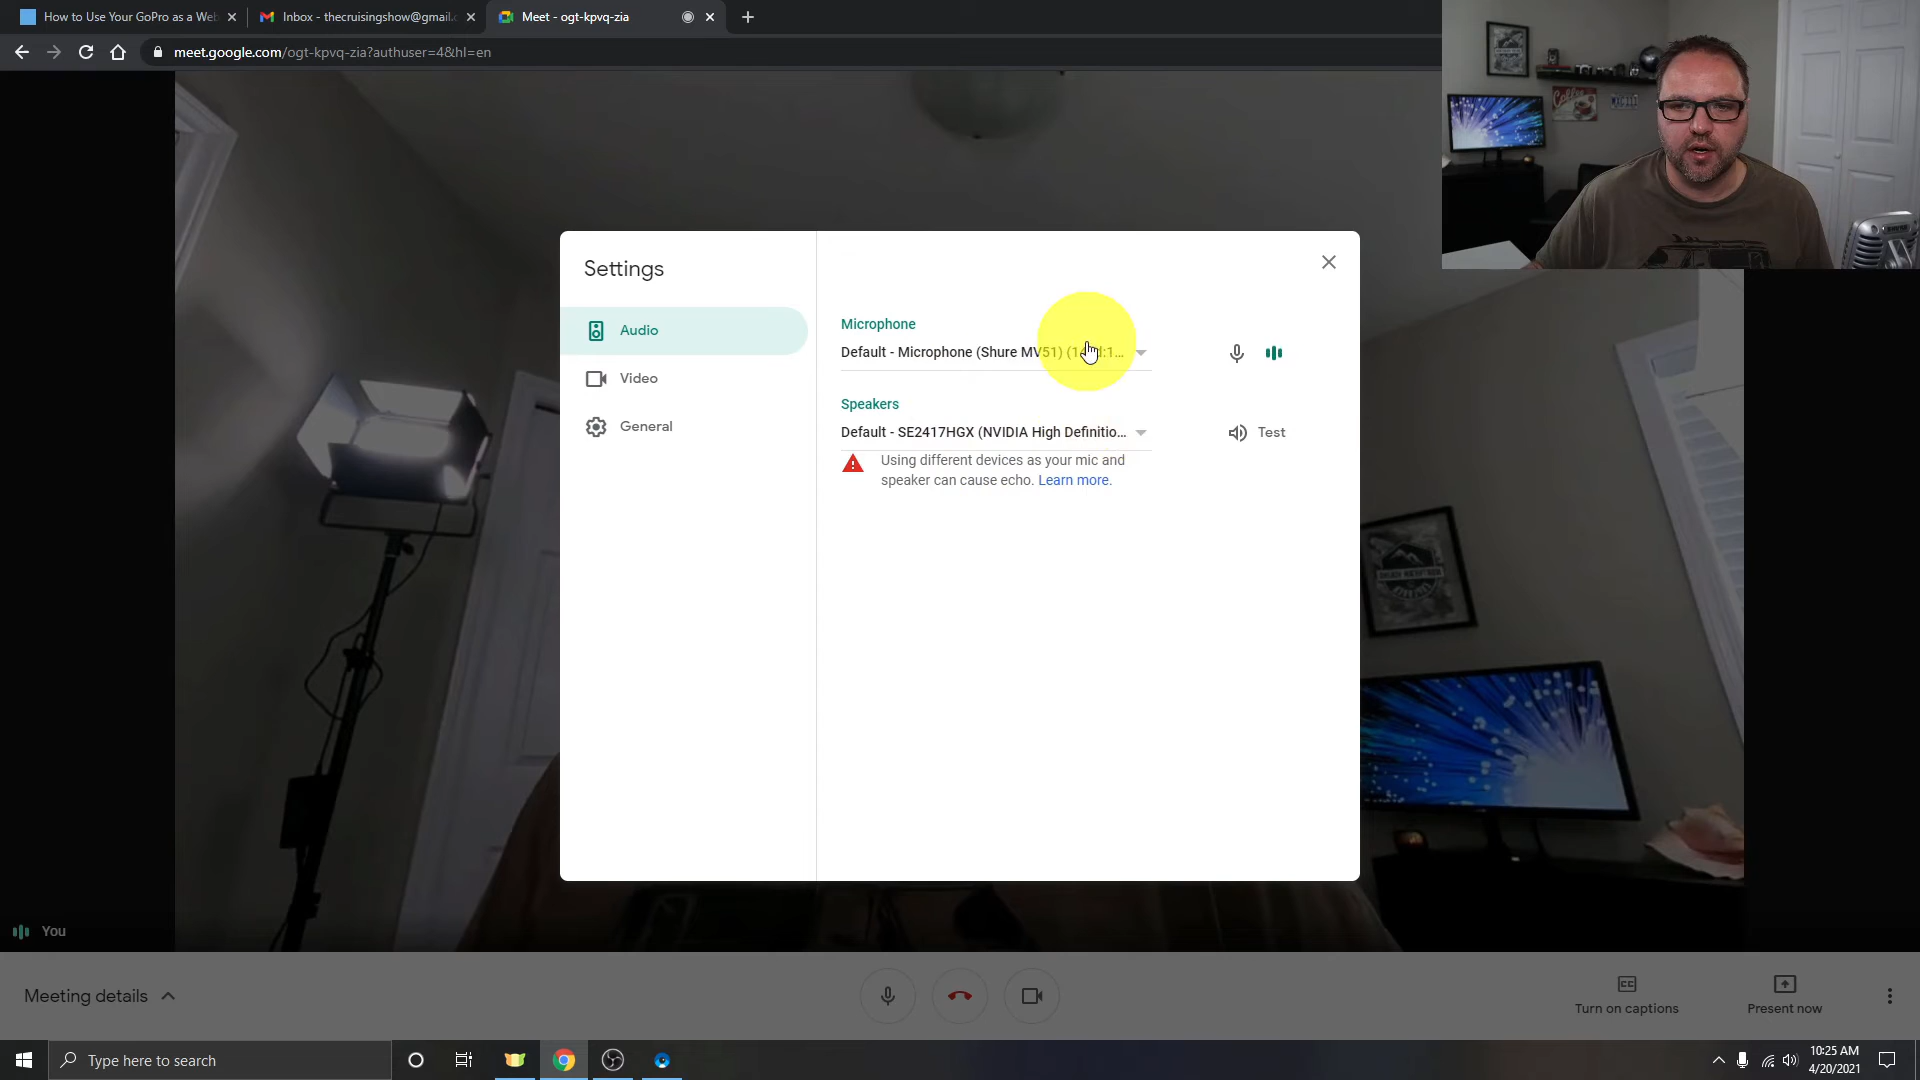 How to Use Your GoPro as a Web
Inbox - thecruisingshow@gmail.c
Meet - ogt-kpvq-zia
meet.google.com/ogt-kpvq-zia?authuser=4&hl=en
Settings
Audio
Video
General
Microphone
Default - Microphone (Shure MV51)
Speakers
Default - SE2417HGX (NVIDIA High Definitio...
Test
Using different devices as your mic and
speaker can cause echo. Learn more.
You
Meeting details
Turn on captions
Present now
Type here to search
10:25 AM
4/20/2021